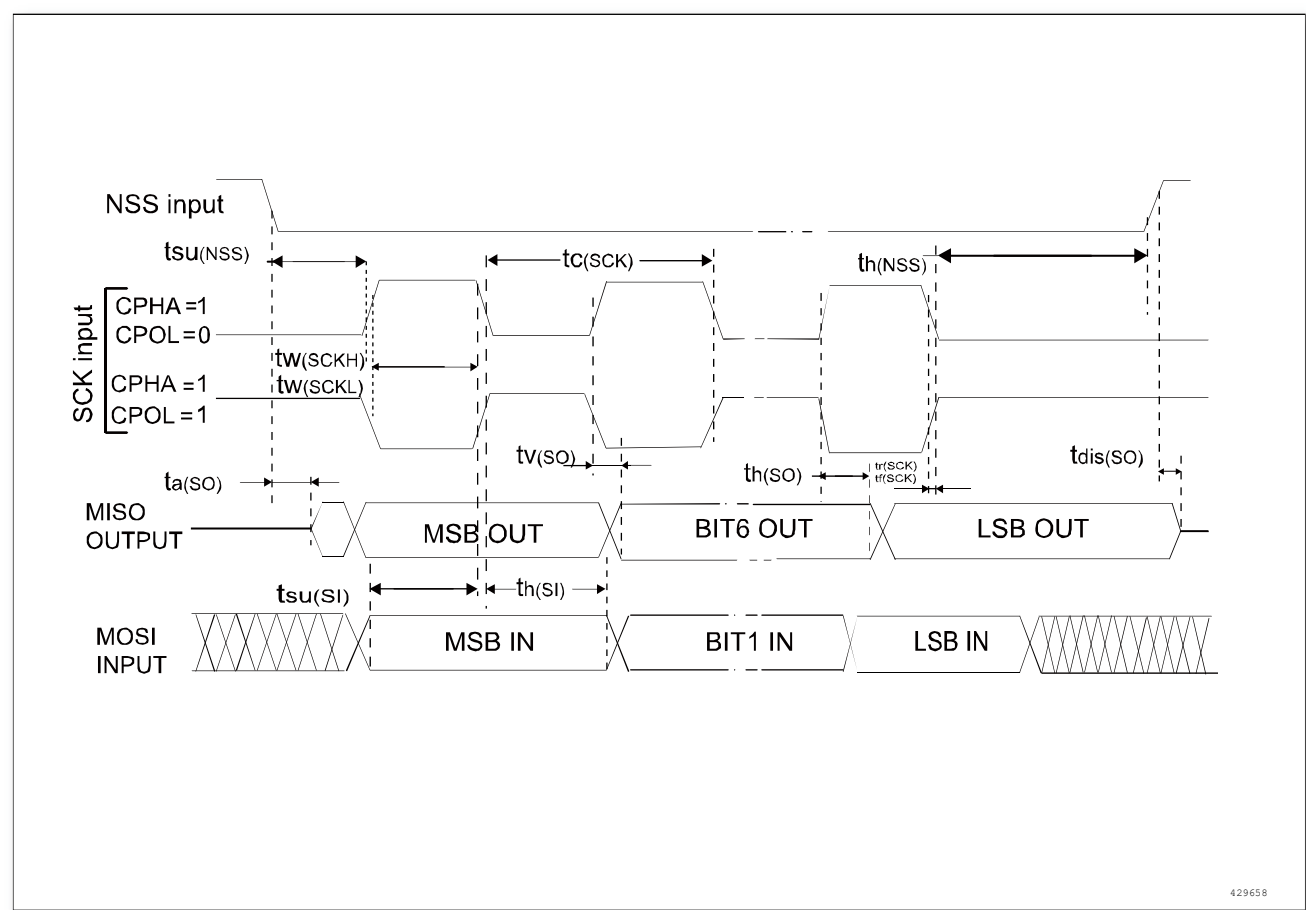 NSS input
tsu(NSS)
tc(SCK)
th(NSS)
SCK input
CPHA=1
CPOL=0
tw(SCKH)
CPHA =1
tw(SCKL)
CPOL =1
tv(SO)
tdis(SO)
ta(SO)
th(SO)
tr(SCK)
tf(SCK)
MISO
OUTPUT
MSB OUT
BIT6 OUT
LSB OUT
tsu(SI)
th(SI)
MOSI
INPUT
MSB IN
BIT1 IN
LSB IN
429658